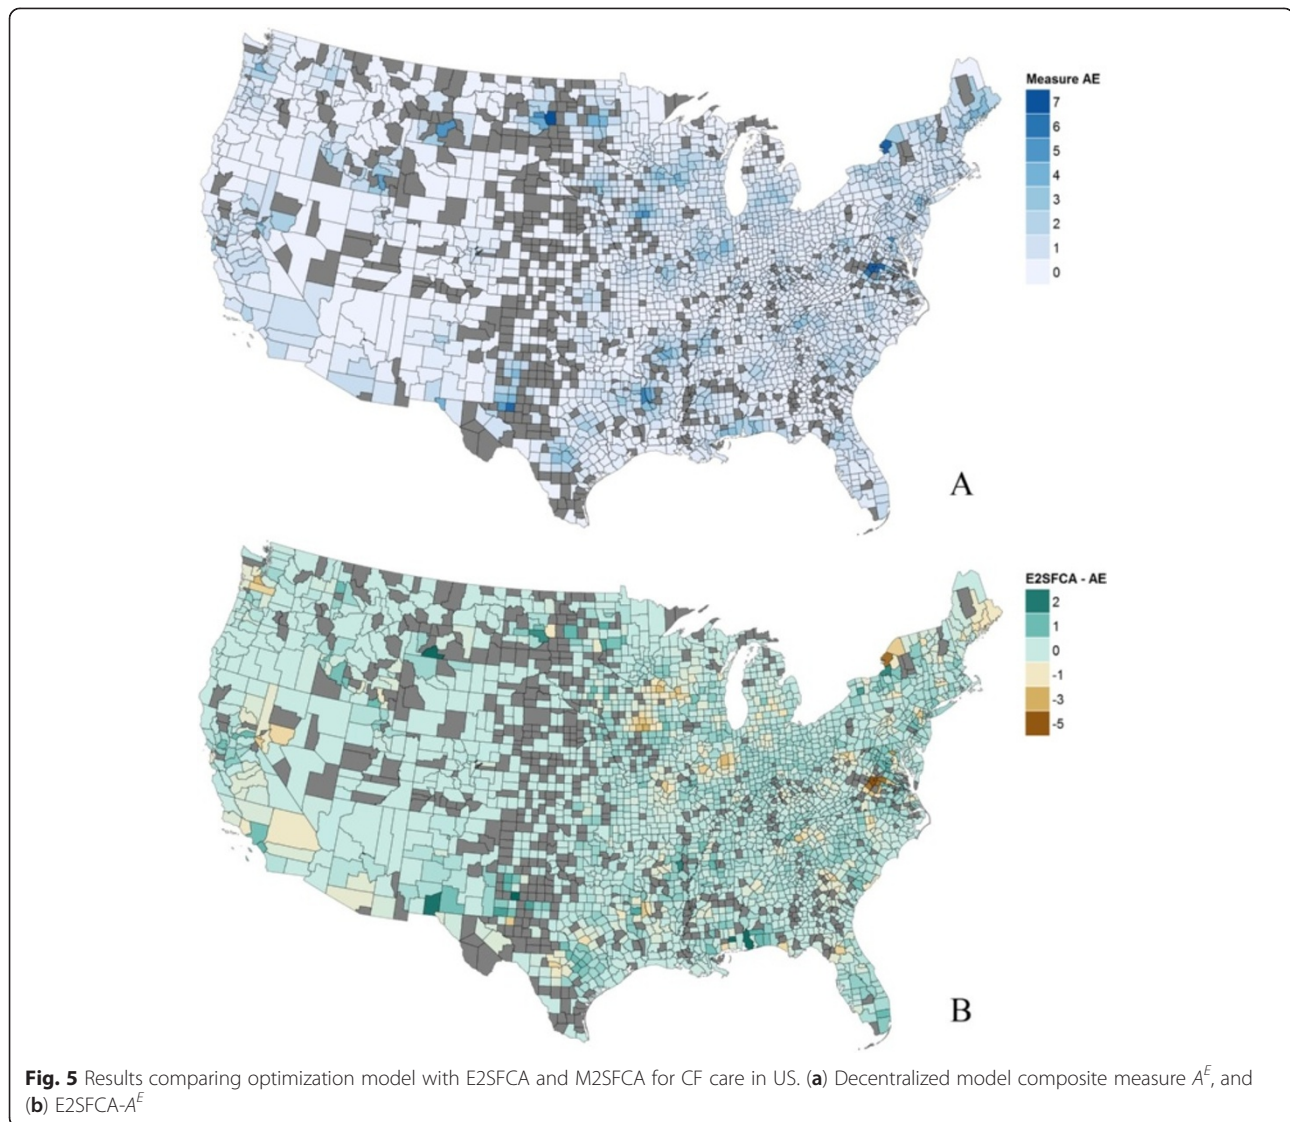 Measure AE
7
6
5
4
3
2
1
0
A
E2SFCA - AE
2
1
0
-1
-3
-5
B
Fig. 5 Results comparing optimization model with E2SFCA and M2SFCA for CF care in US. (a) Decentralized model composite measure A^E, and
(b) E2SFCA-A^E